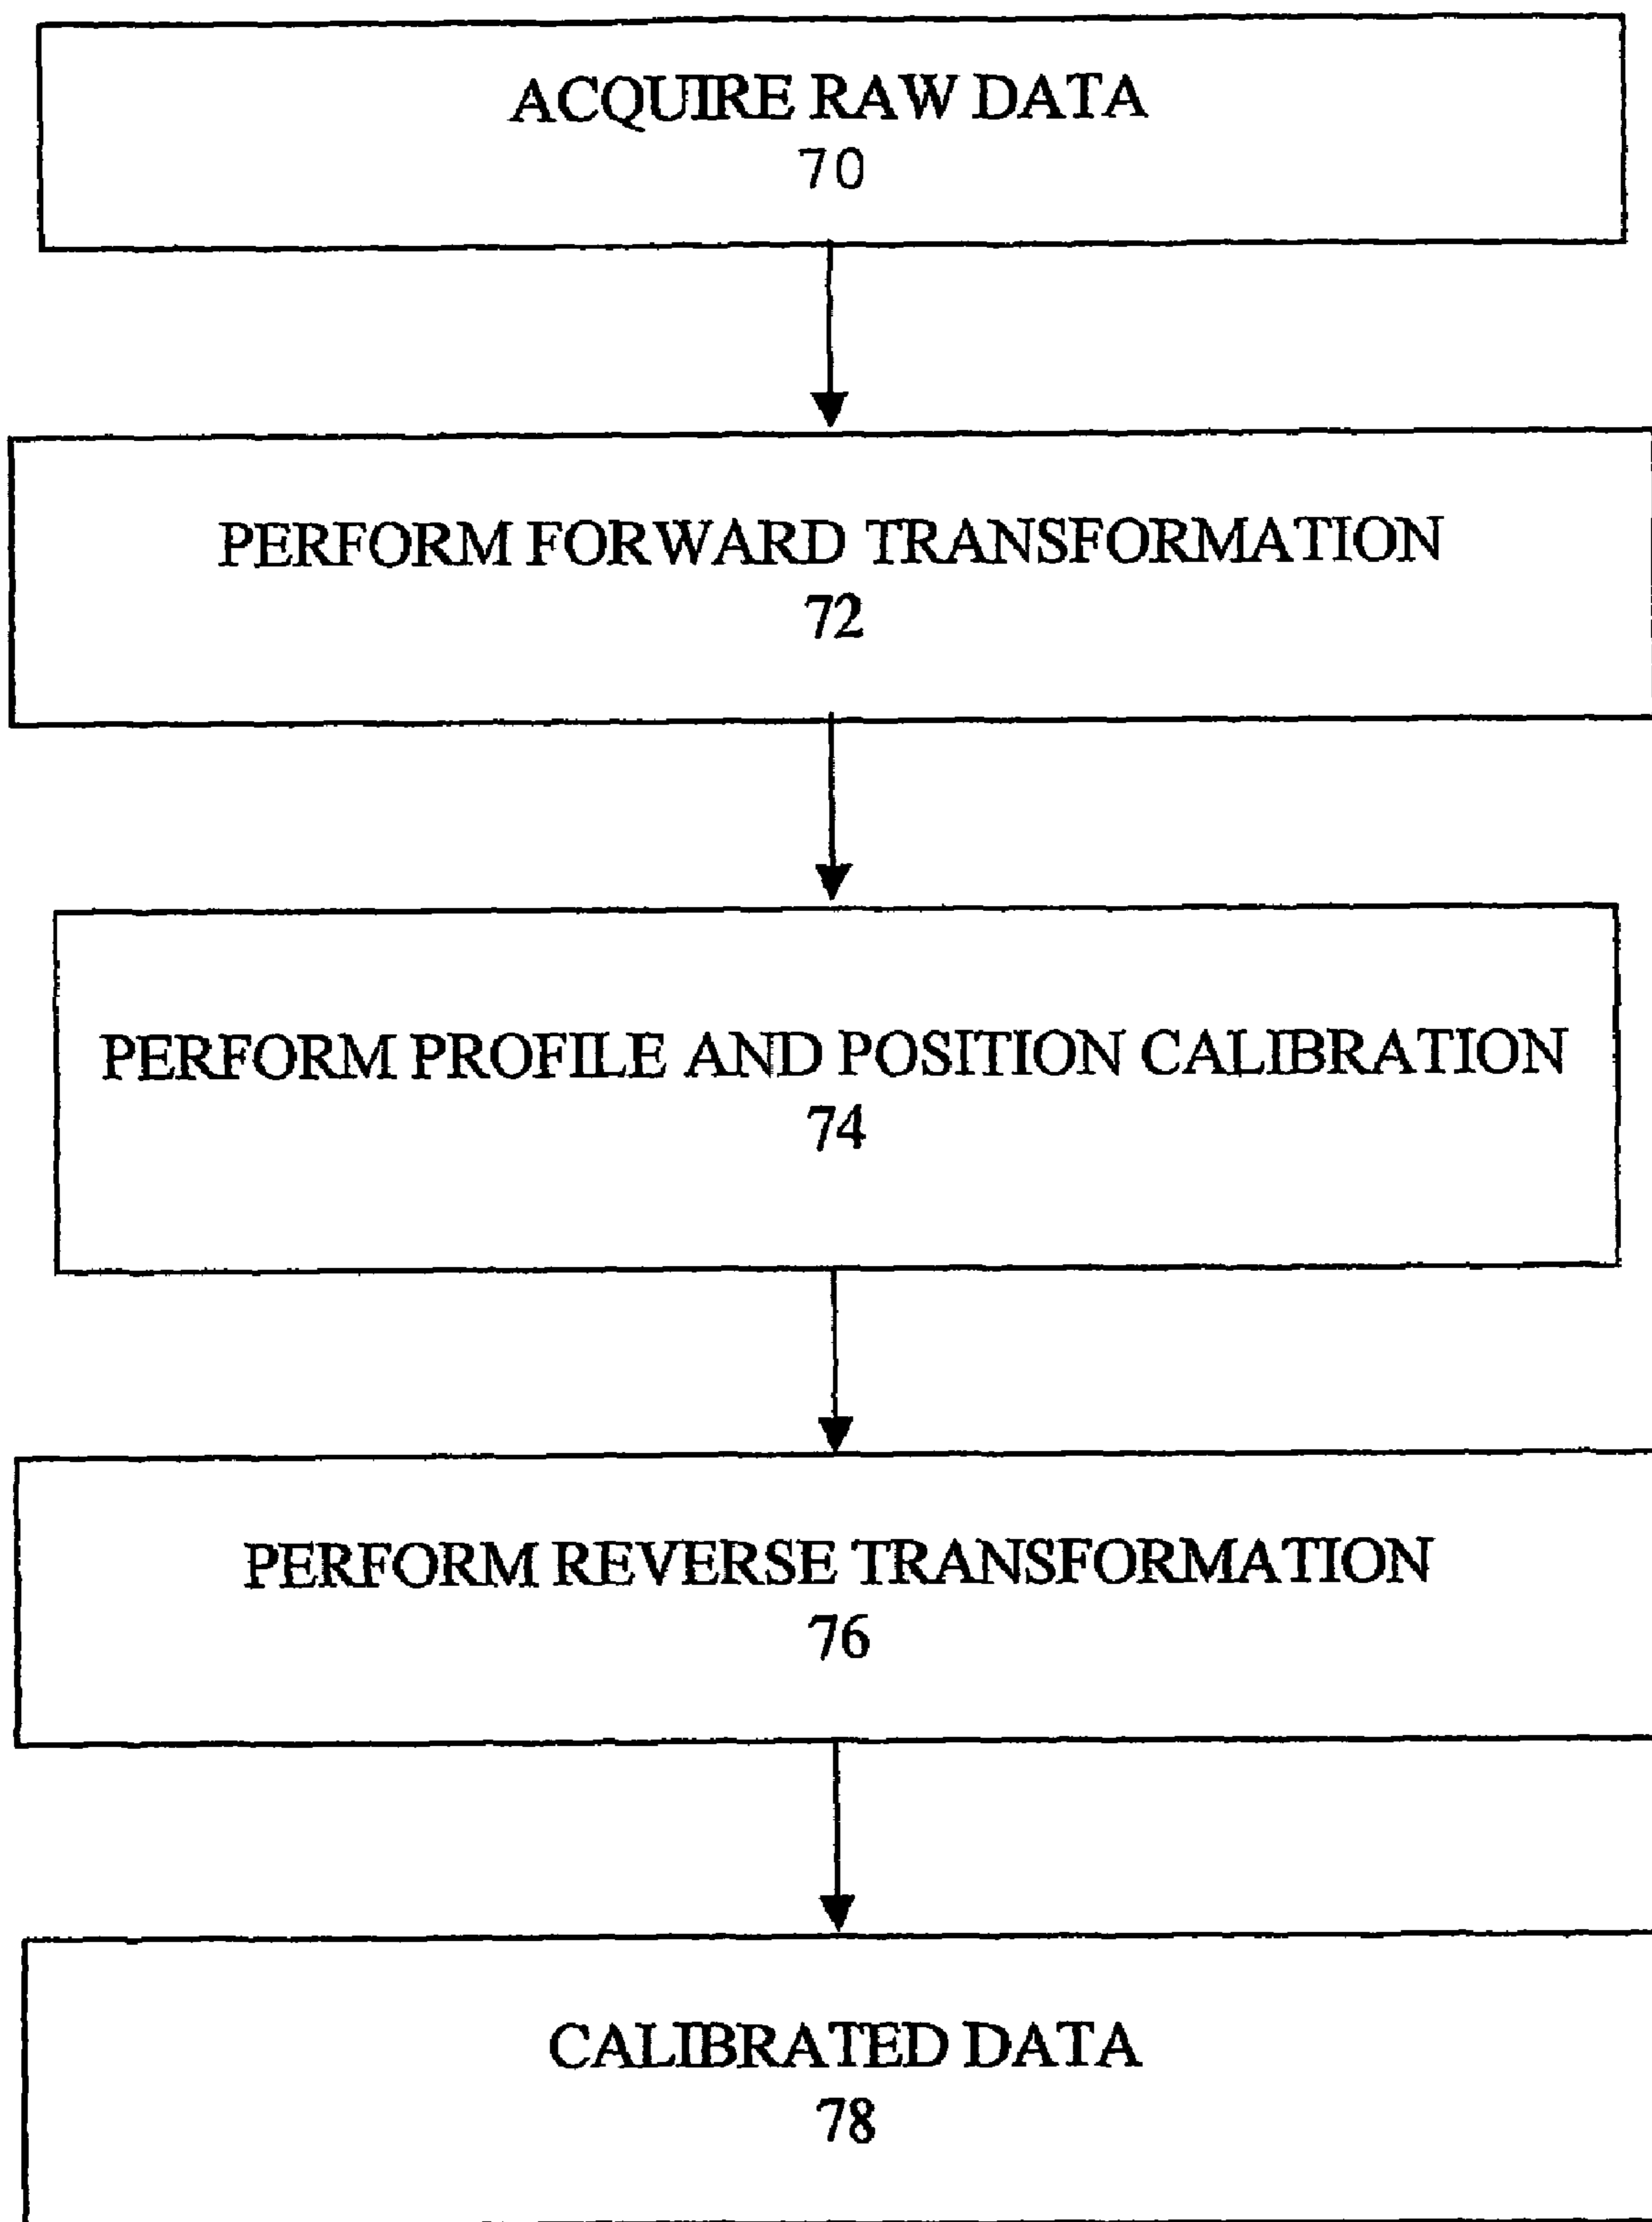 ACQUIRE RAW DATA
70
PERFORM FORWARD TRANSFORMATION
72
PERFORM PROFILE AND POSITION CALIBRATION
74
PERFORM REVERSE TRANSFORMATION
76
CALIBRATED DATA
78